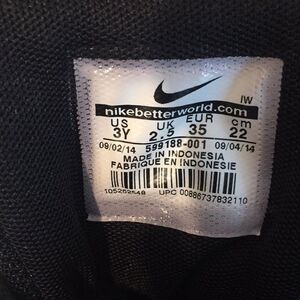 IW
nikebetterworld.com
US UK EUR cm
3Y 2.5 35 22
09/02/14 599188-001 09/04/14
MADE IN INDONESIA
FABRIQUE EN INDONESIE
105262548 UPC 00886737832110